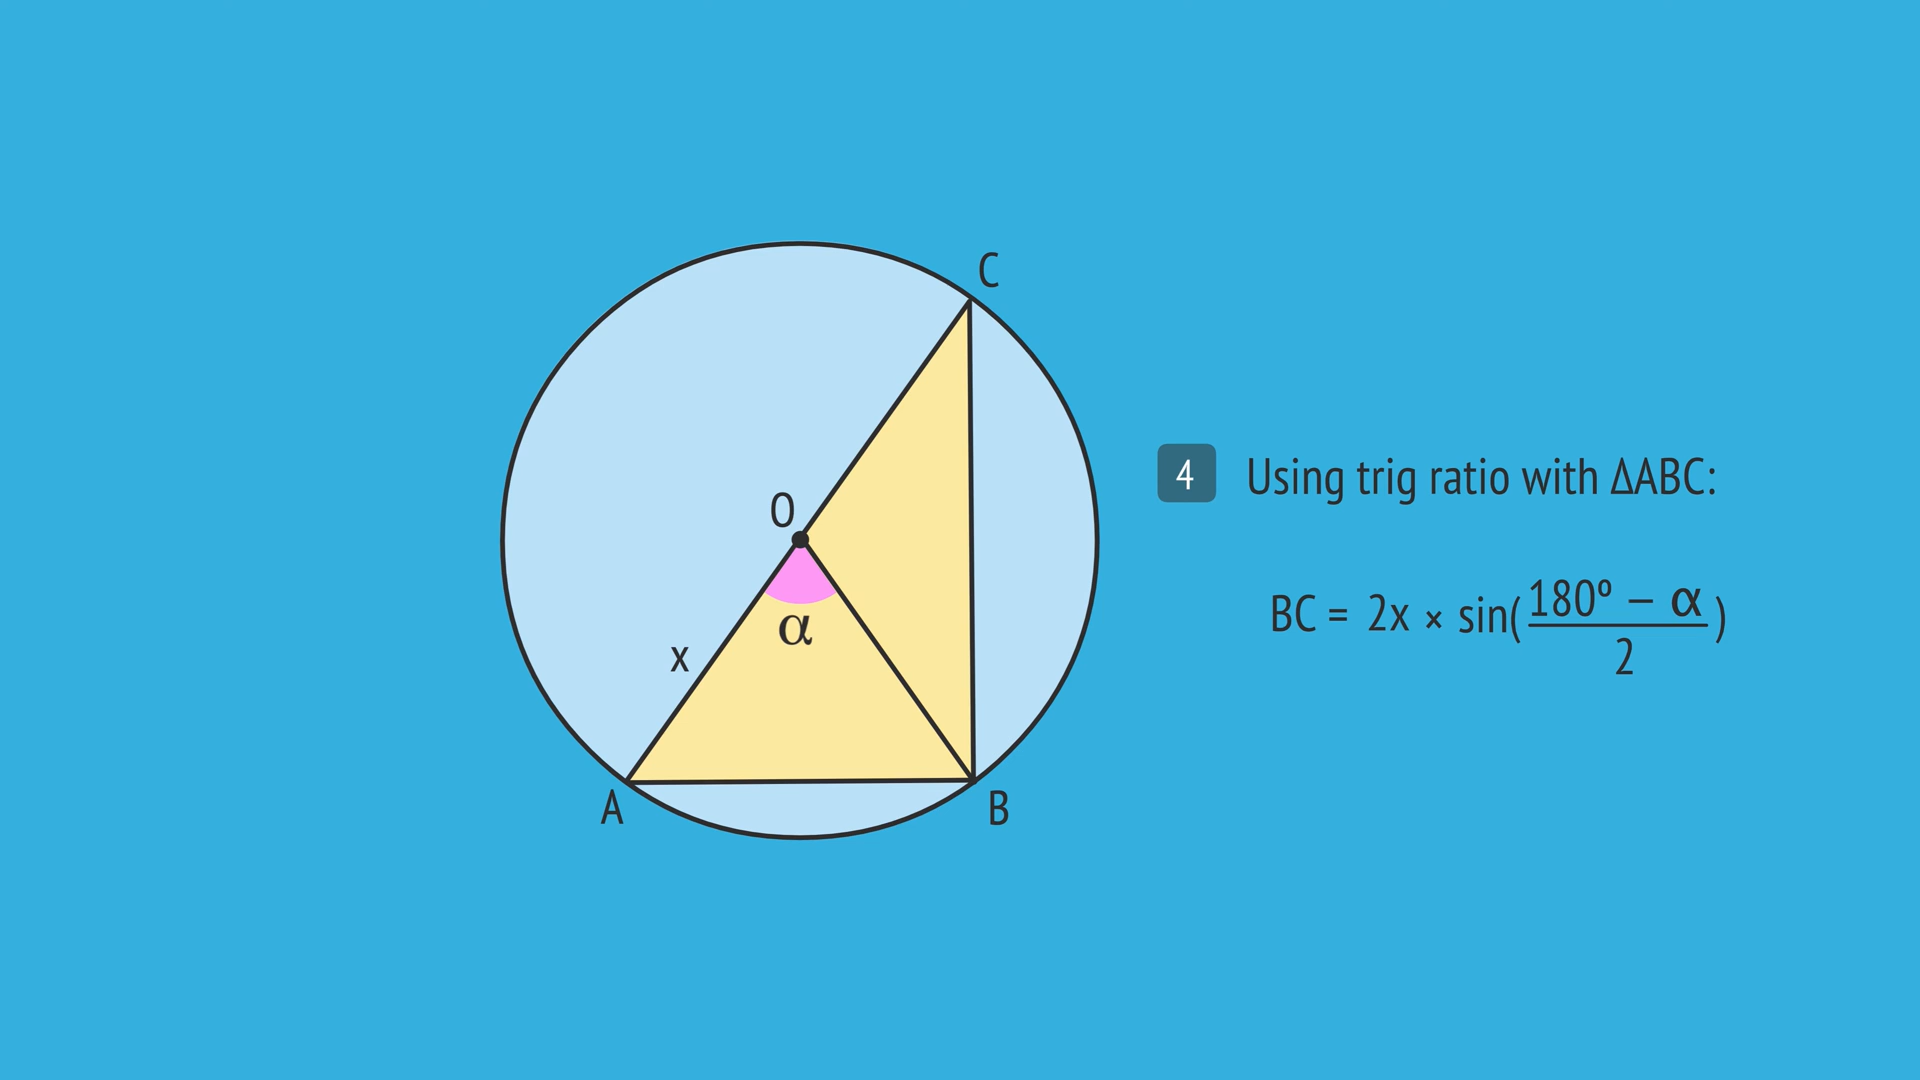 C
O
α
x
A
B
4 Using trig ratio with ΔABC:
BC = 2x × sin(180º – α / 2)